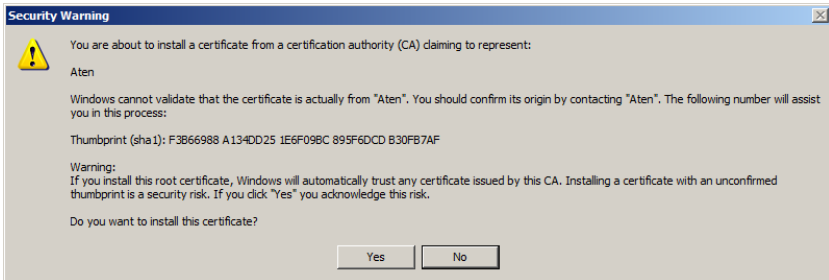 Security Warning
You are about to install a certificate from a certification authority (CA) claiming to represent:
Aten
Windows cannot validate that the certificate is actually from "Aten". You should confirm its origin by contacting "Aten". The following number will assist
you in this process:
Thumbprint (sha1): F3B66988 A134DD25 1E6F09BC 895F6DCD B30FB7AF
Warning:
If you install this root certificate, Windows will automatically trust any certificate issued by this CA. Installing a certificate with an unconfirmed
thumbprint is a security risk. If you click "Yes" you acknowledge this risk.
Do you want to install this certificate?
Yes
No